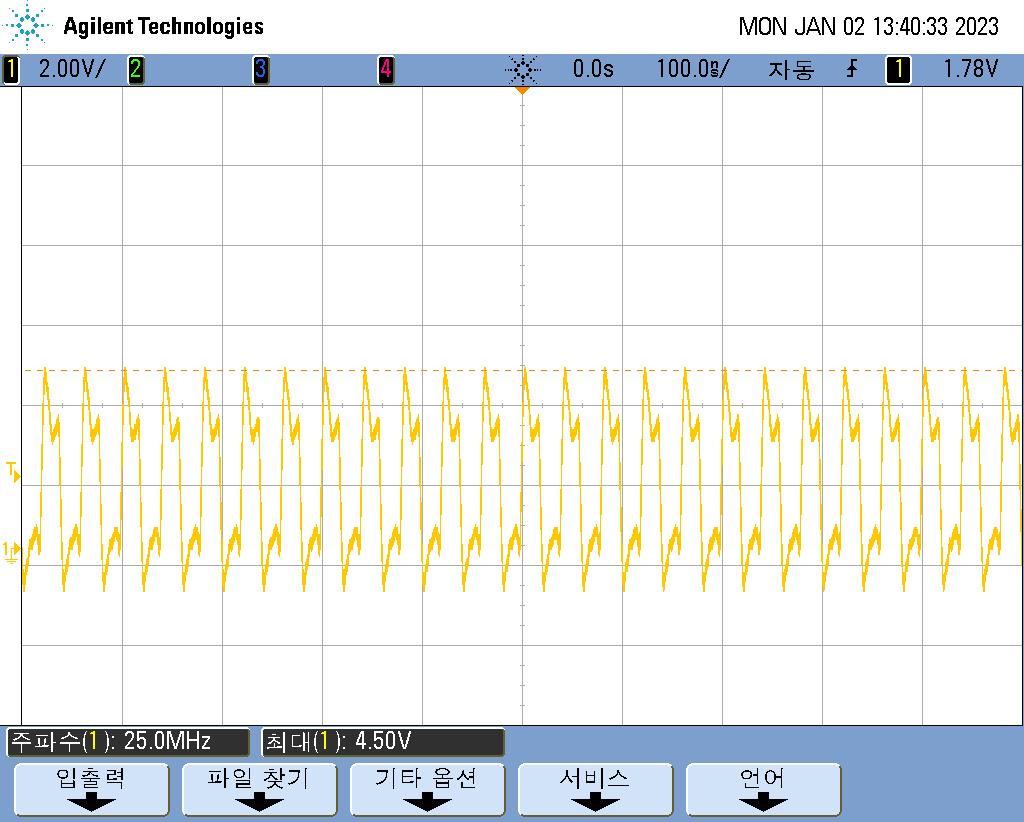 Agilent Technologies MON JAN 02 13:40:33 2023
1 2.00V/ 2 3 4 0.0s 100.0ns/ 자동 1 1.78V
T
1
주파수(1): 25.0MHz 최대(1): 4.50V
입출력 파일 찾기 기타 옵션 서비스 언어